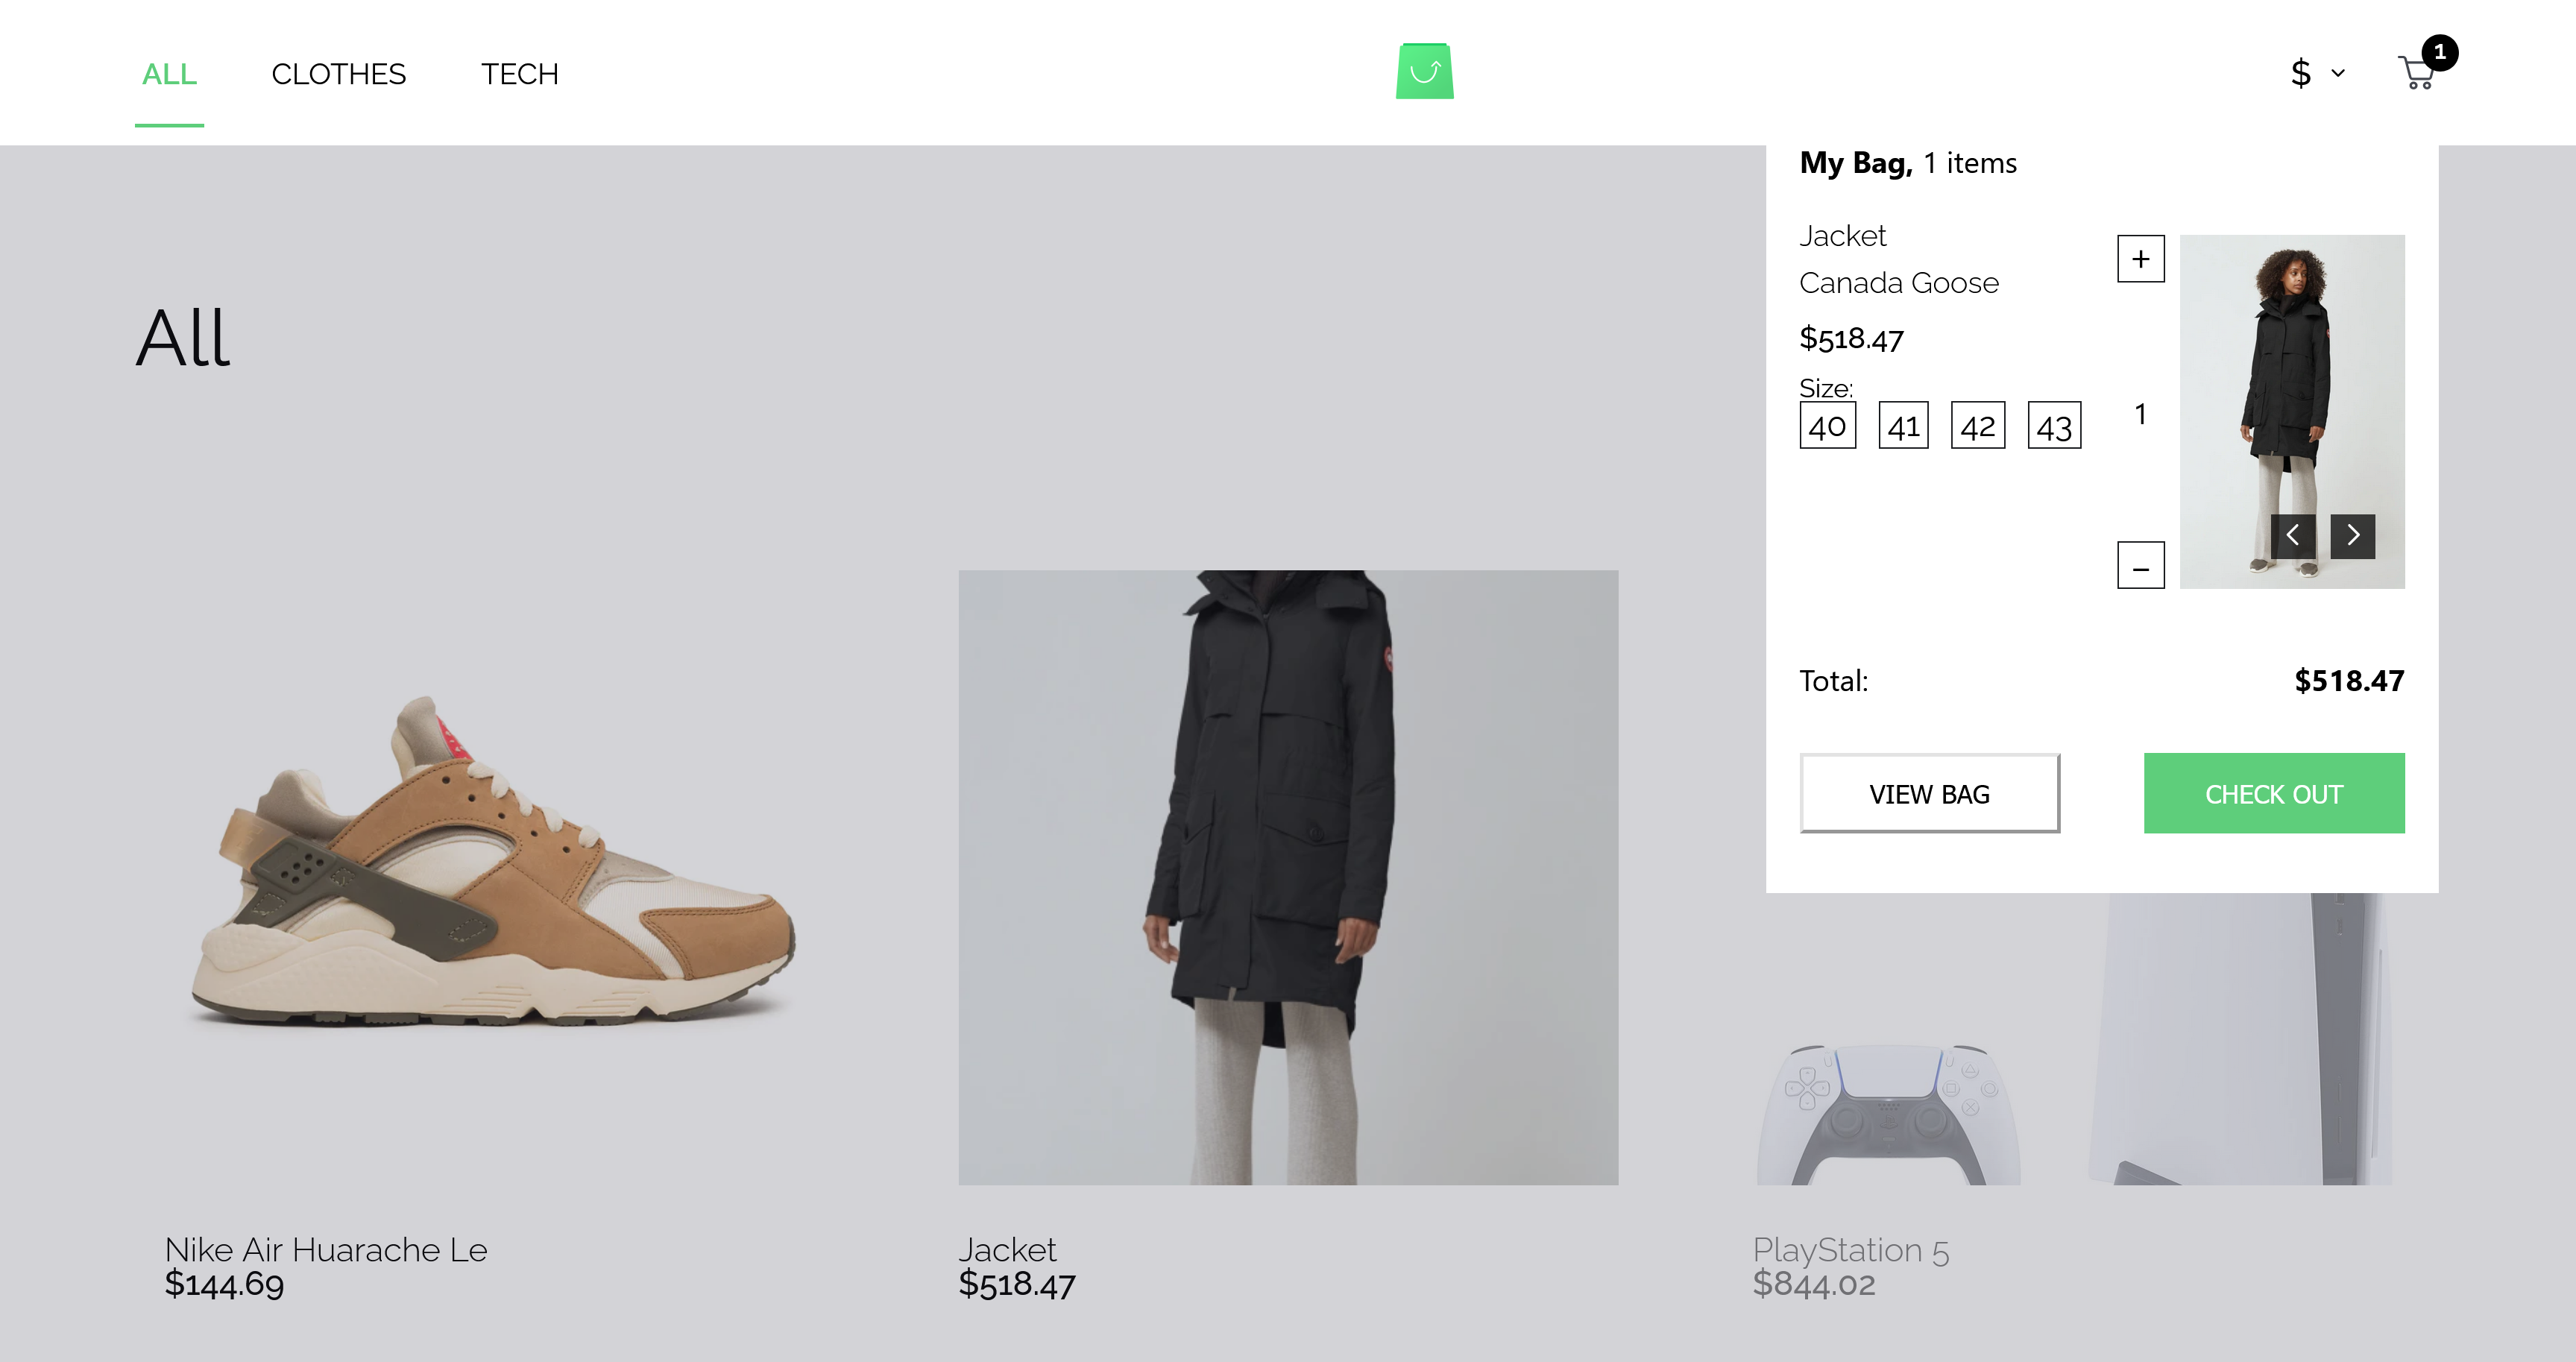 ALL CLOTHES TECH $ 1
My Bag, 1 items
Jacket
Canada Goose
$518.47
Size:
40 41 42 43
+
1
–
Total: $518.47
VIEW BAG CHECK OUT
All
Nike Air Huarache Le
$144.69
Jacket
$518.47
PlayStation 5
$844.02